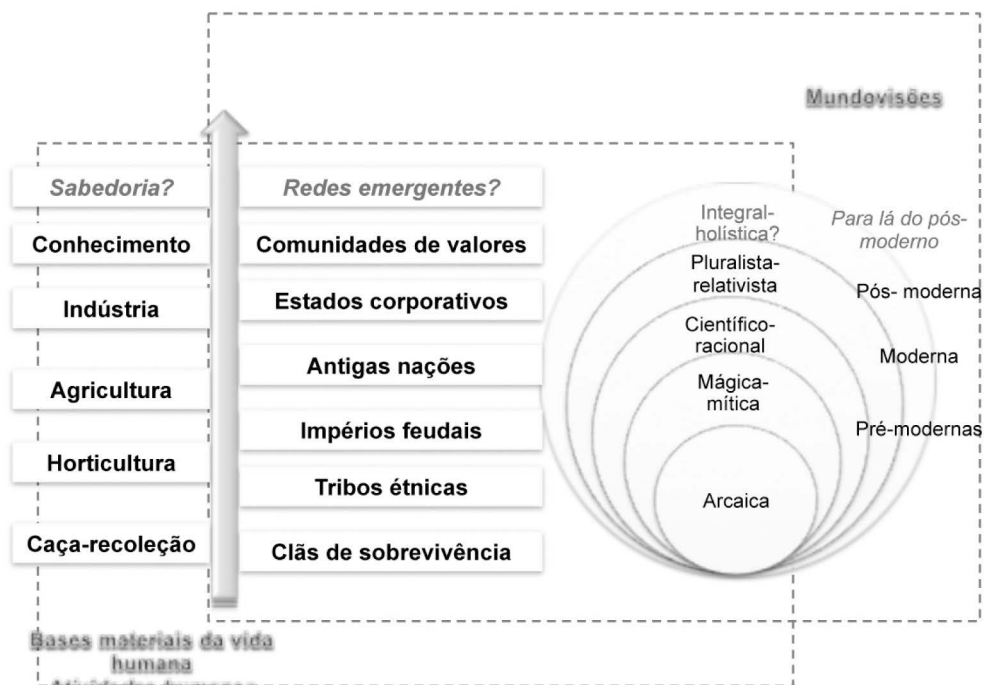 Mundovisões
Sabedoria?
Conhecimento
Indústria
Agricultura
Horticultura
Caça-recoleção
Redes emergentes?
Comunidades de valores
Estados corporativos
Antigas nações
Impérios feudais
Tribos étnicas
Clãs de sobrevivência
Integral-
holística?
Pluralista-
relativista
Científico-
racional
Mágica-
mítica
Arcaica
Para lá do pós-
moderno
Pós- moderna
Moderna
Pré-modernas
Bases materiais da vida
humana